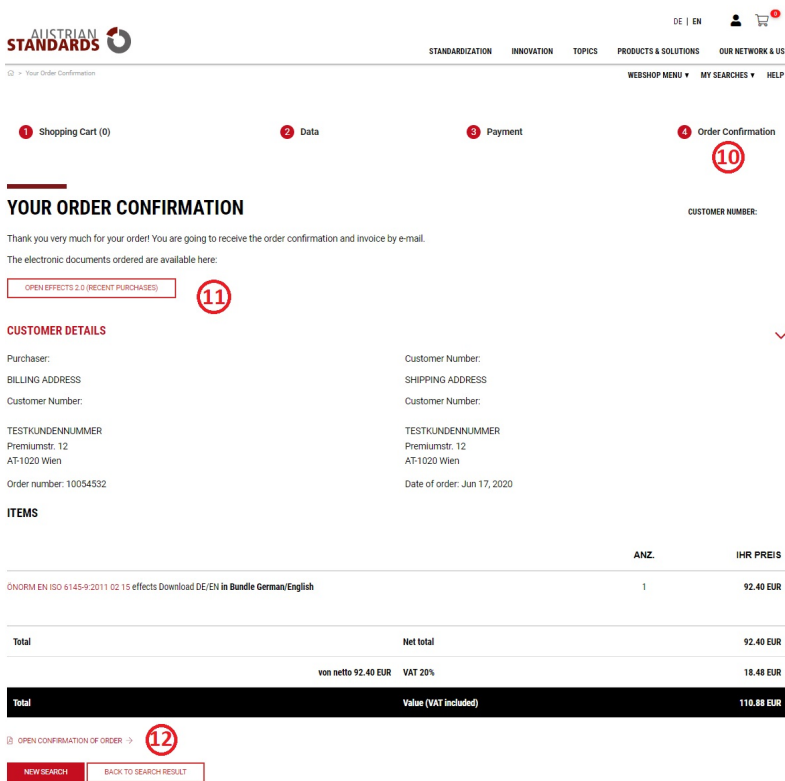 DE | EN
0
AUSTRIAN
STANDARDS
STANDARDIZATION INNOVATION TOPICS PRODUCTS & SOLUTIONS OUR NETWORK & US
» Your Order Confirmation
WEBSHOP MENU ▾ MY SEARCHES ▾ HELP
1 Shopping Cart (0) 2 Data 3 Payment 4 Order Confirmation
10
YOUR ORDER CONFIRMATION
CUSTOMER NUMBER:
Thank you very much for your order! You are going to receive the order confirmation and invoice by e-mail.
The electronic documents ordered are available here:
OPEN EFFECTS 2.0 (RECENT PURCHASES)
11
CUSTOMER DETAILS
Purchaser: Customer Number:
BILLING ADDRESS SHIPPING ADDRESS
Customer Number: Customer Number:
TESTKUNDENNUMMER TESTKUNDENNUMMER
Premiumstr. 12 Premiumstr. 12
AT-1020 Wien AT-1020 Wien
Order number: 10054532 Date of order: Jun 17, 2020
ITEMS
ANZ. IHR PREIS
ÖNORM EN ISO 6145-9:2011 02 15 effects Download DE/EN in Bundle German/English 1 92.40 EUR
Total Net total 92.40 EUR
von netto 92.40 EUR VAT 20% 18.48 EUR
Total Value (VAT included) 110.88 EUR
OPEN CONFIRMATION OF ORDER →
12
NEW SEARCH BACK TO SEARCH RESULT